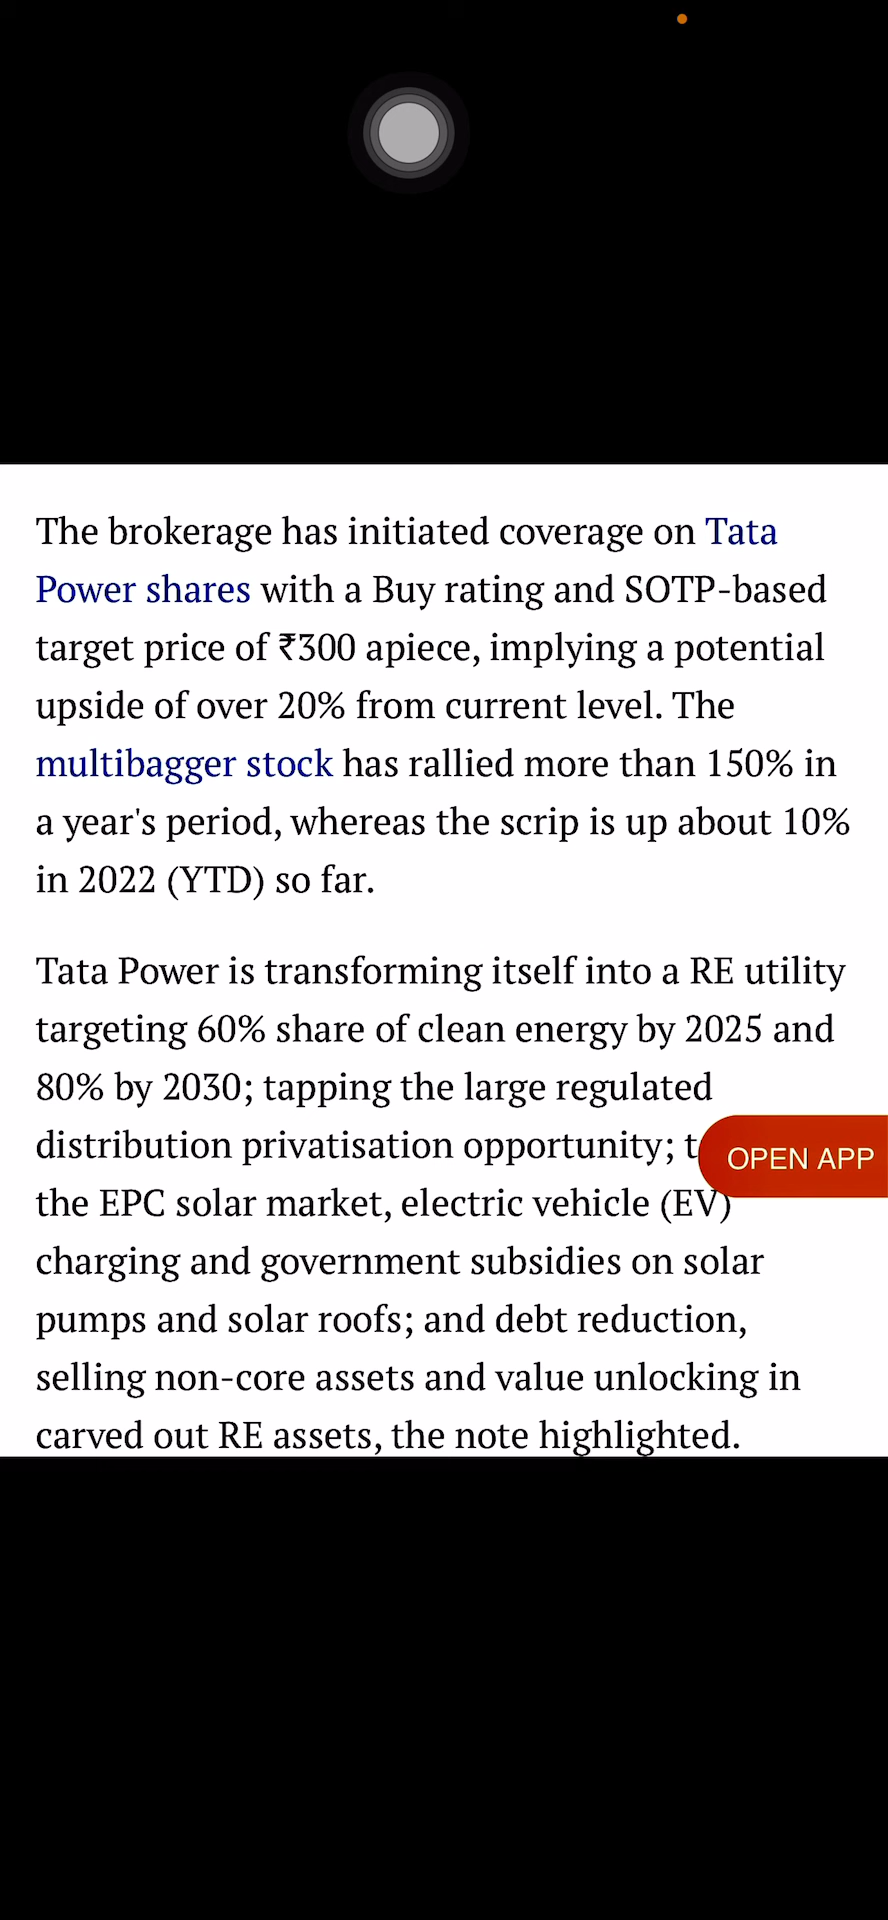 The brokerage has initiated coverage on Tata
Power shares with a Buy rating and SOTP-based
target price of ₹300 apiece, implying a potential
upside of over 20% from current level. The
multibagger stock has rallied more than 150% in
a year's period, whereas the scrip is up about 10%
in 2022 (YTD) so far.
Tata Power is transforming itself into a RE utility
targeting 60% share of clean energy by 2025 and
80% by 2030; tapping the large regulated
distribution privatisation opportunity;
OPEN APP
the EPC solar market, electric vehicle (EV)
charging and government subsidies on solar
pumps and solar roofs; and debt reduction,
selling non-core assets and value unlocking in
carved out RE assets, the note highlighted.